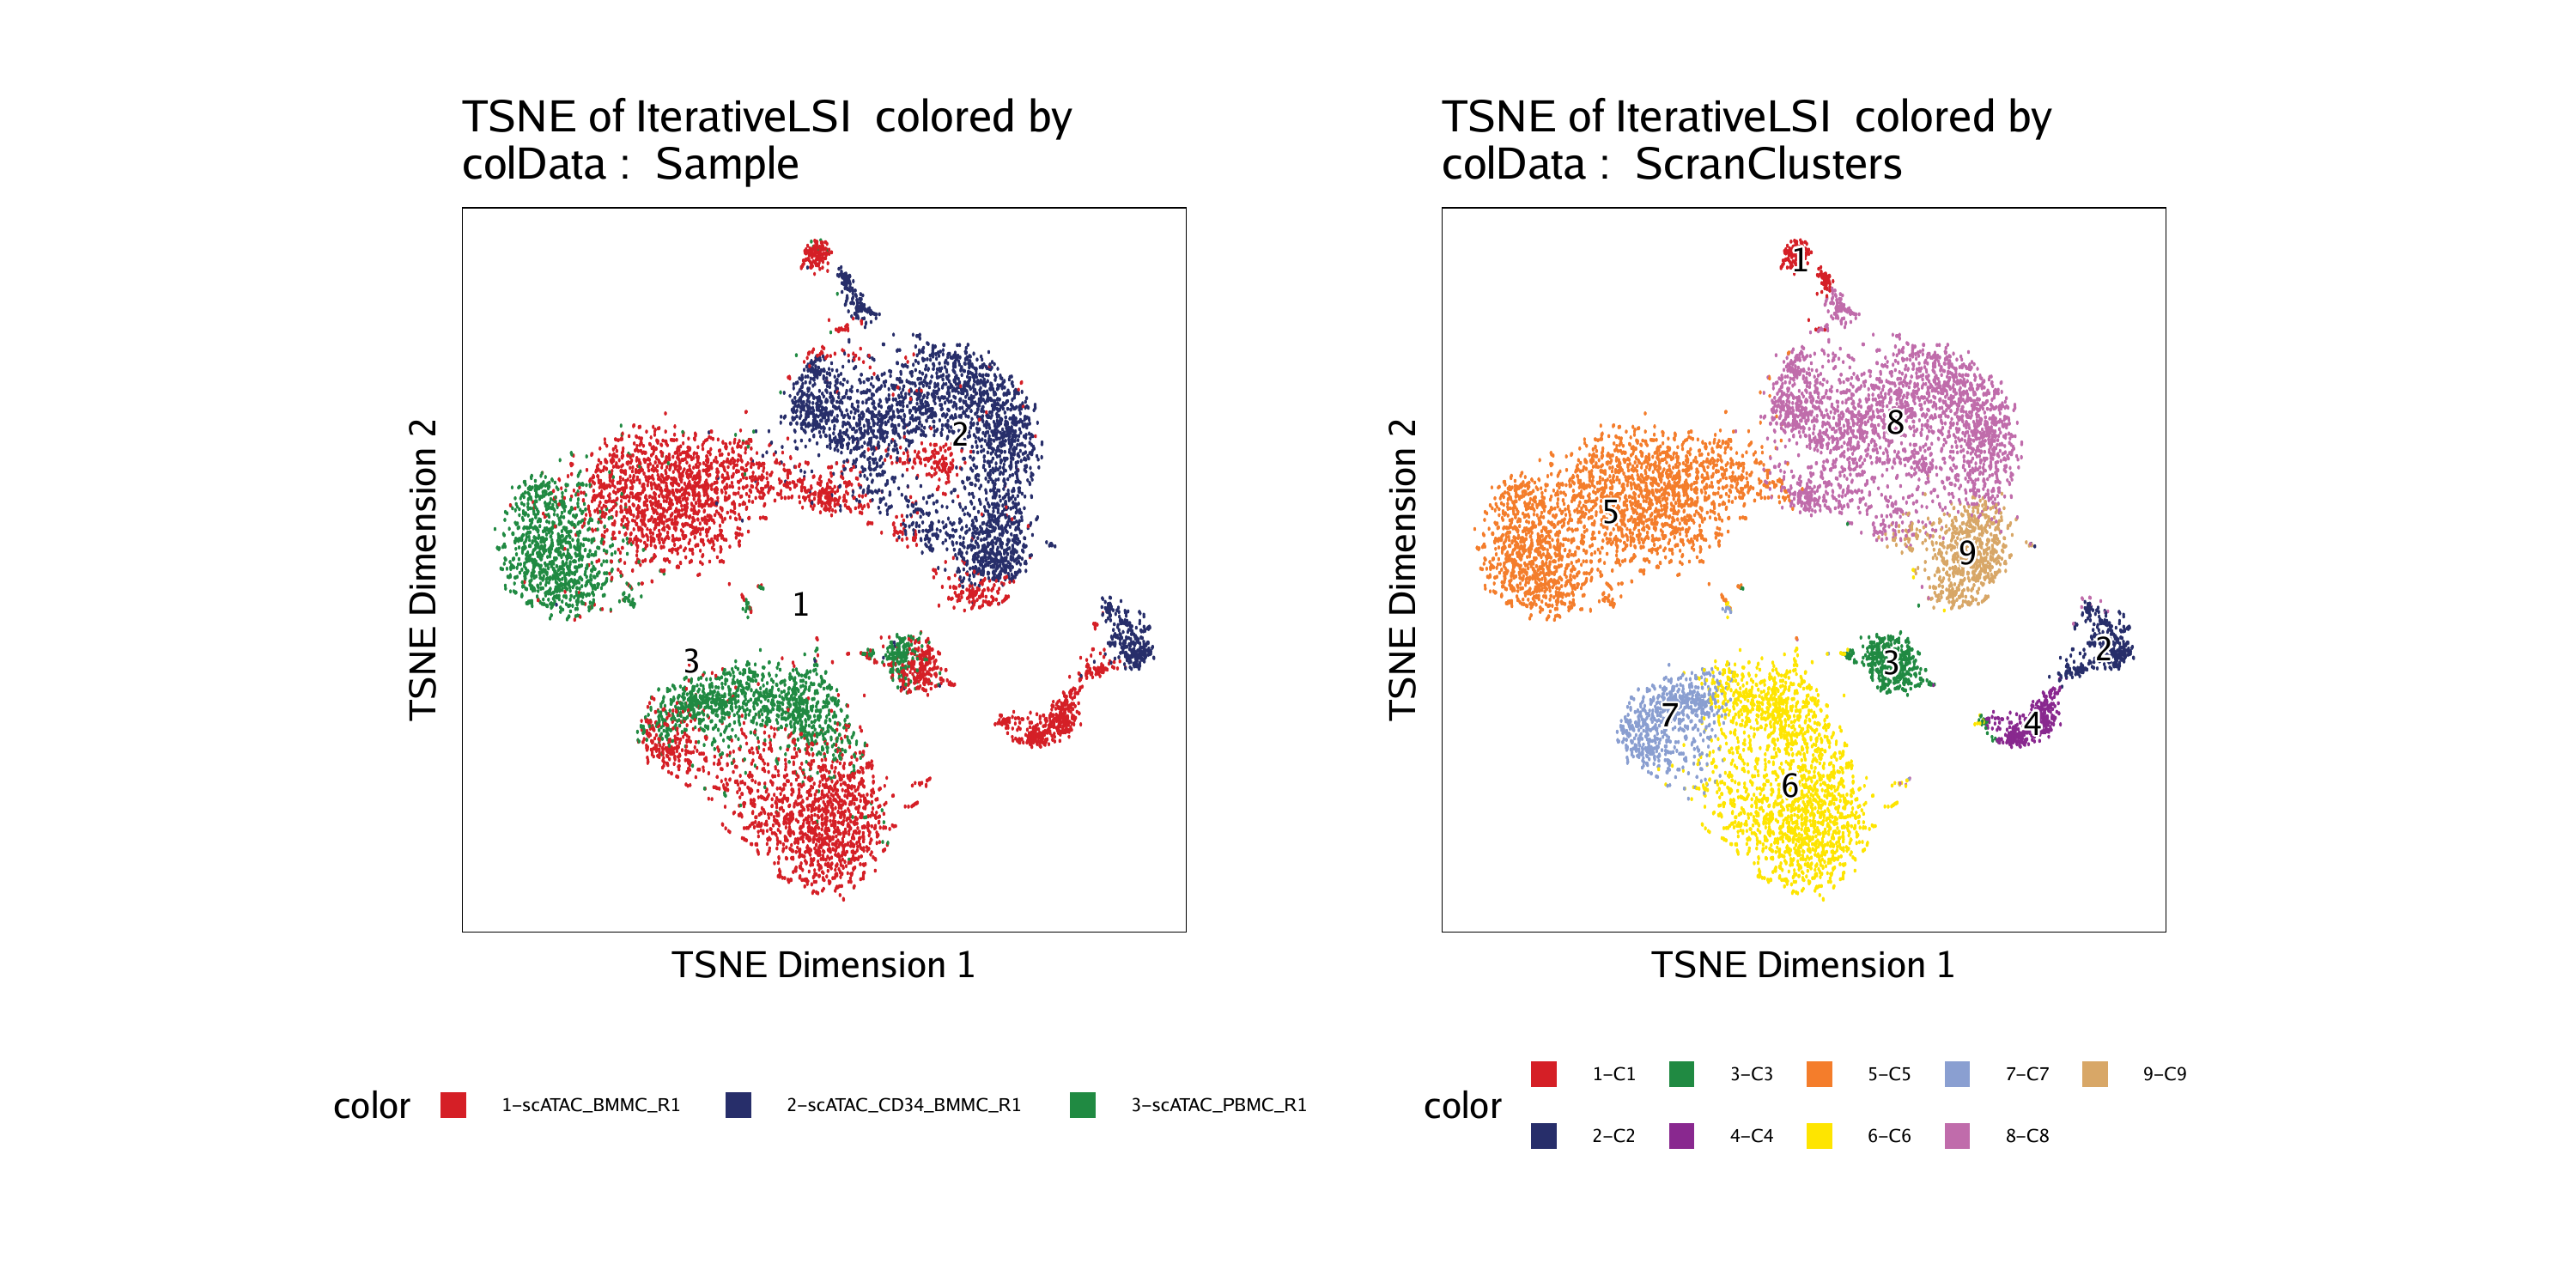 TSNE of IterativeLSI colored by
colData : Sample
TSNE Dimension 2
1
2
3
TSNE Dimension 1
color
1-scATAC_BMMC_R1
2-scATAC_CD34_BMMC_R1
3-scATAC_PBMC_R1
TSNE of IterativeLSI colored by
colData : ScranClusters
TSNE Dimension 2
1
8
5
9
2
3
7
4
6
TSNE Dimension 1
color
1-C1
3-C3
5-C5
7-C7
9-C9
2-C2
4-C4
6-C6
8-C8